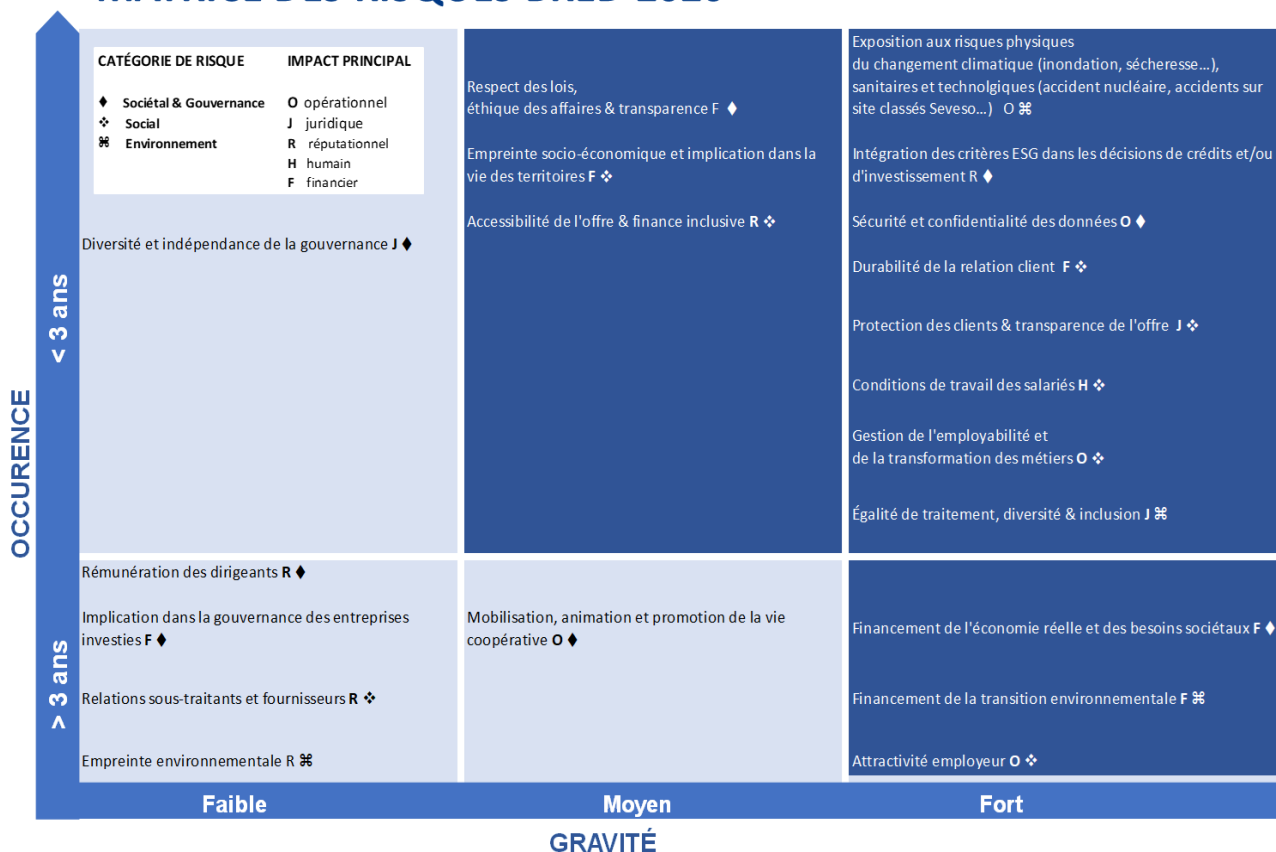 CATÉGORIE DE RISQUE IMPACT PRINCIPAL
♦ Sociétal & Gouvernance O opérationnel
❖ Social J juridique
⌘ Environnement R réputationnel
H humain
F financier
Diversité et indépendance de la gouvernance J ♦
Respect des lois,
éthique des affaires & transparence F ♦
Empreinte socio-économique et implication dans la
vie des territoires F ❖
Accessibilité de l'offre & finance inclusive R ❖
Exposition aux risques physiques
du changement climatique (inondation, sécheresse…),
sanitaires et technolgiques (accident nucléaire, accidents sur
site classés Seveso…) O ⌘
Intégration des critères ESG dans les décisions de crédits et/ou
d'investissement R ♦
Sécurité et confidentialité des données O ♦
Durabilité de la relation client F ❖
Protection des clients & transparence de l'offre J ❖
Conditions de travail des salariés H ❖
Gestion de l'employabilité et
de la transformation des métiers O ❖
Égalité de traitement, diversité & inclusion J ⌘
< 3 ans
OCCURENCE
Rémunération des dirigeants R ♦
Implication dans la gouvernance des entreprises
investies F ♦
Relations sous-traitants et fournisseurs R ❖
Empreinte environnementale R ⌘
Mobilisation, animation et promotion de la vie
coopérative O ♦
Financement de l'économie réelle et des besoins sociétaux F ♦
Financement de la transition environnementale F ⌘
Attractivité employeur O ❖
> 3 ans
Faible Moyen Fort
GRAVITÉ